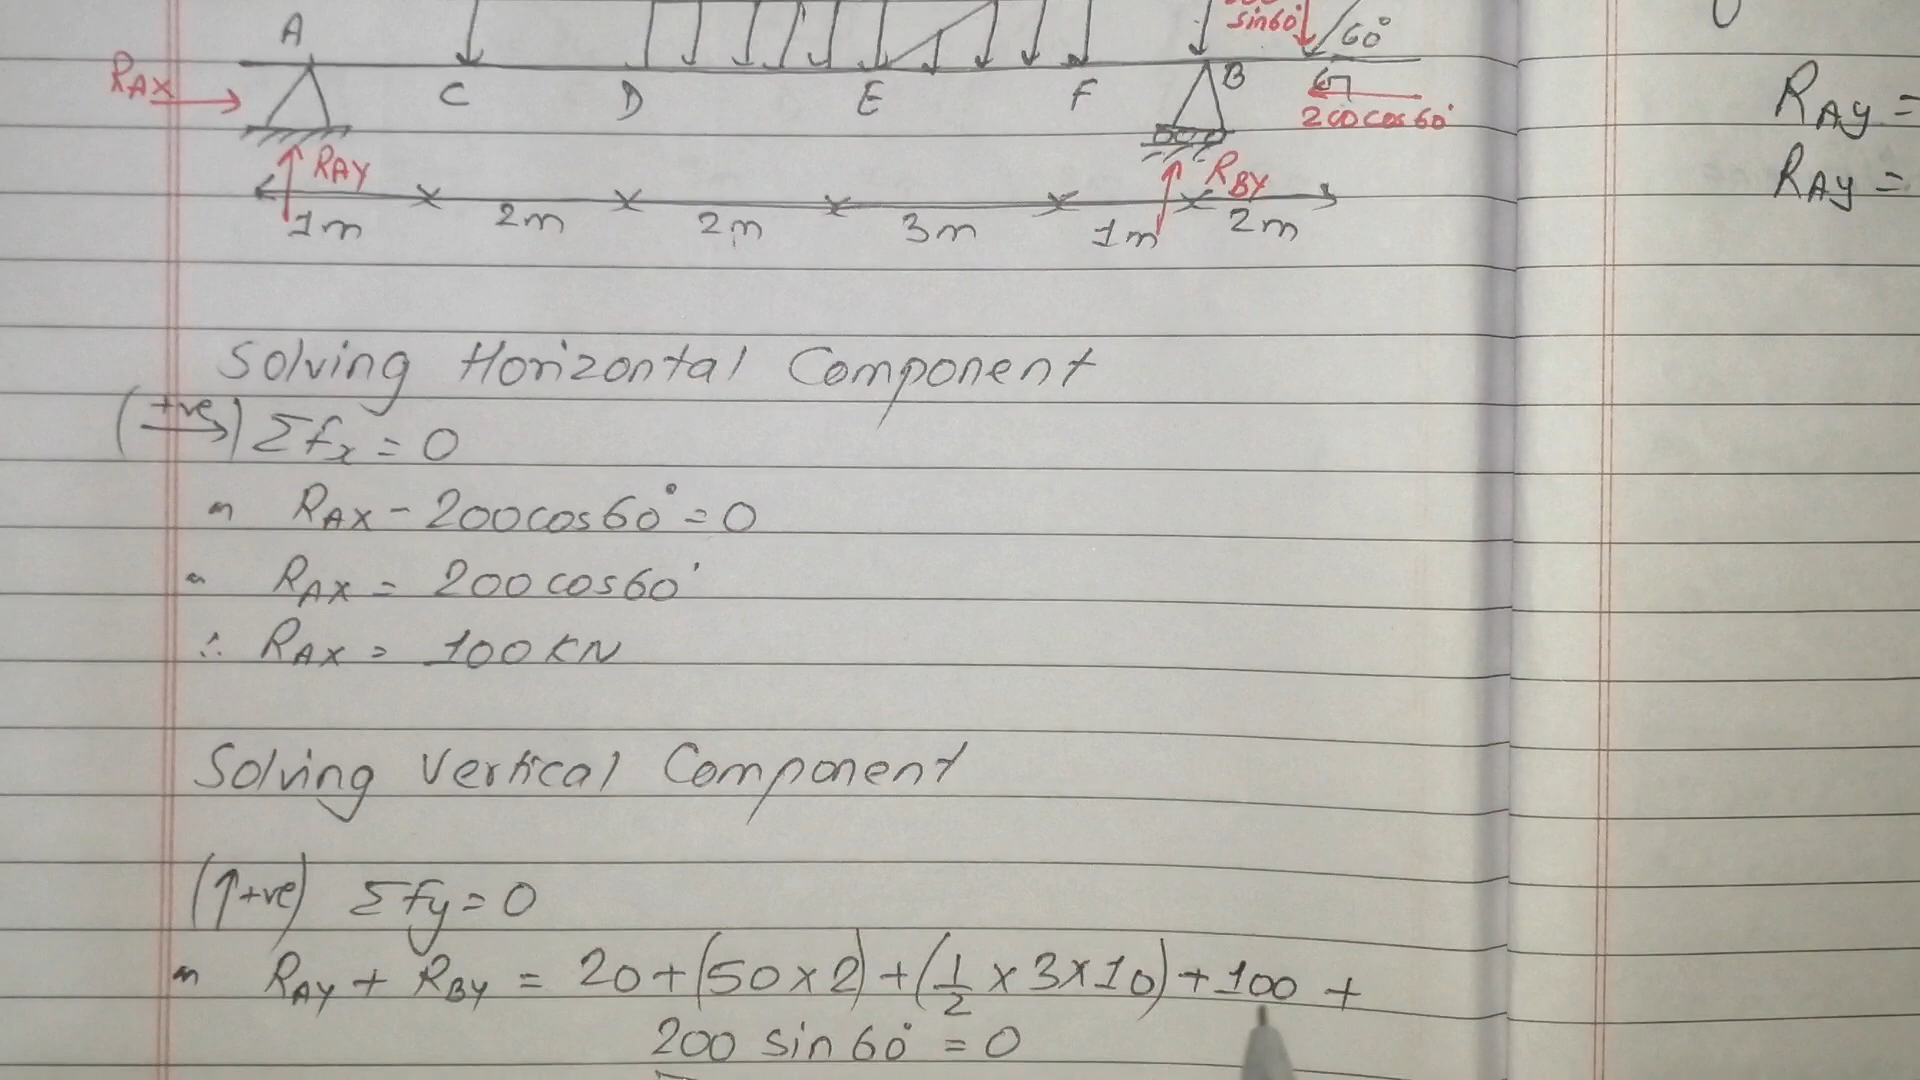 A
sin60°
60°
RAX
C
D
E
F
B
G
200cos60°
RAY
RBY
1m
2m
2m
3m
1m
2m
RAY =
RAY =
Solving Horizontal Component
(+ve→) Σfx = 0
RAX - 200cos60° = 0
RAX = 200cos60°
∴ RAX = 100KN
Solving Vertical Component
(↑+ve) Σfy = 0
RAY + RBY = 20 + (50 x 2) + (1/2 x 3 x 10) + 100 +
200 sin 60° = 0